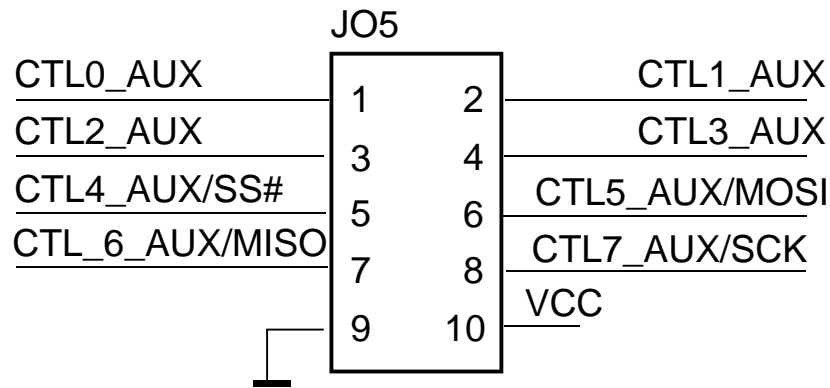 JO5
CTL0_AUX 1 2 CTL1_AUX
CTL2_AUX 3 4 CTL3_AUX
CTL4_AUX/SS# 5 6 CTL5_AUX/MOSI
CTL_6_AUX/MISO 7 8 CTL7_AUX/SCK
9 10 VCC